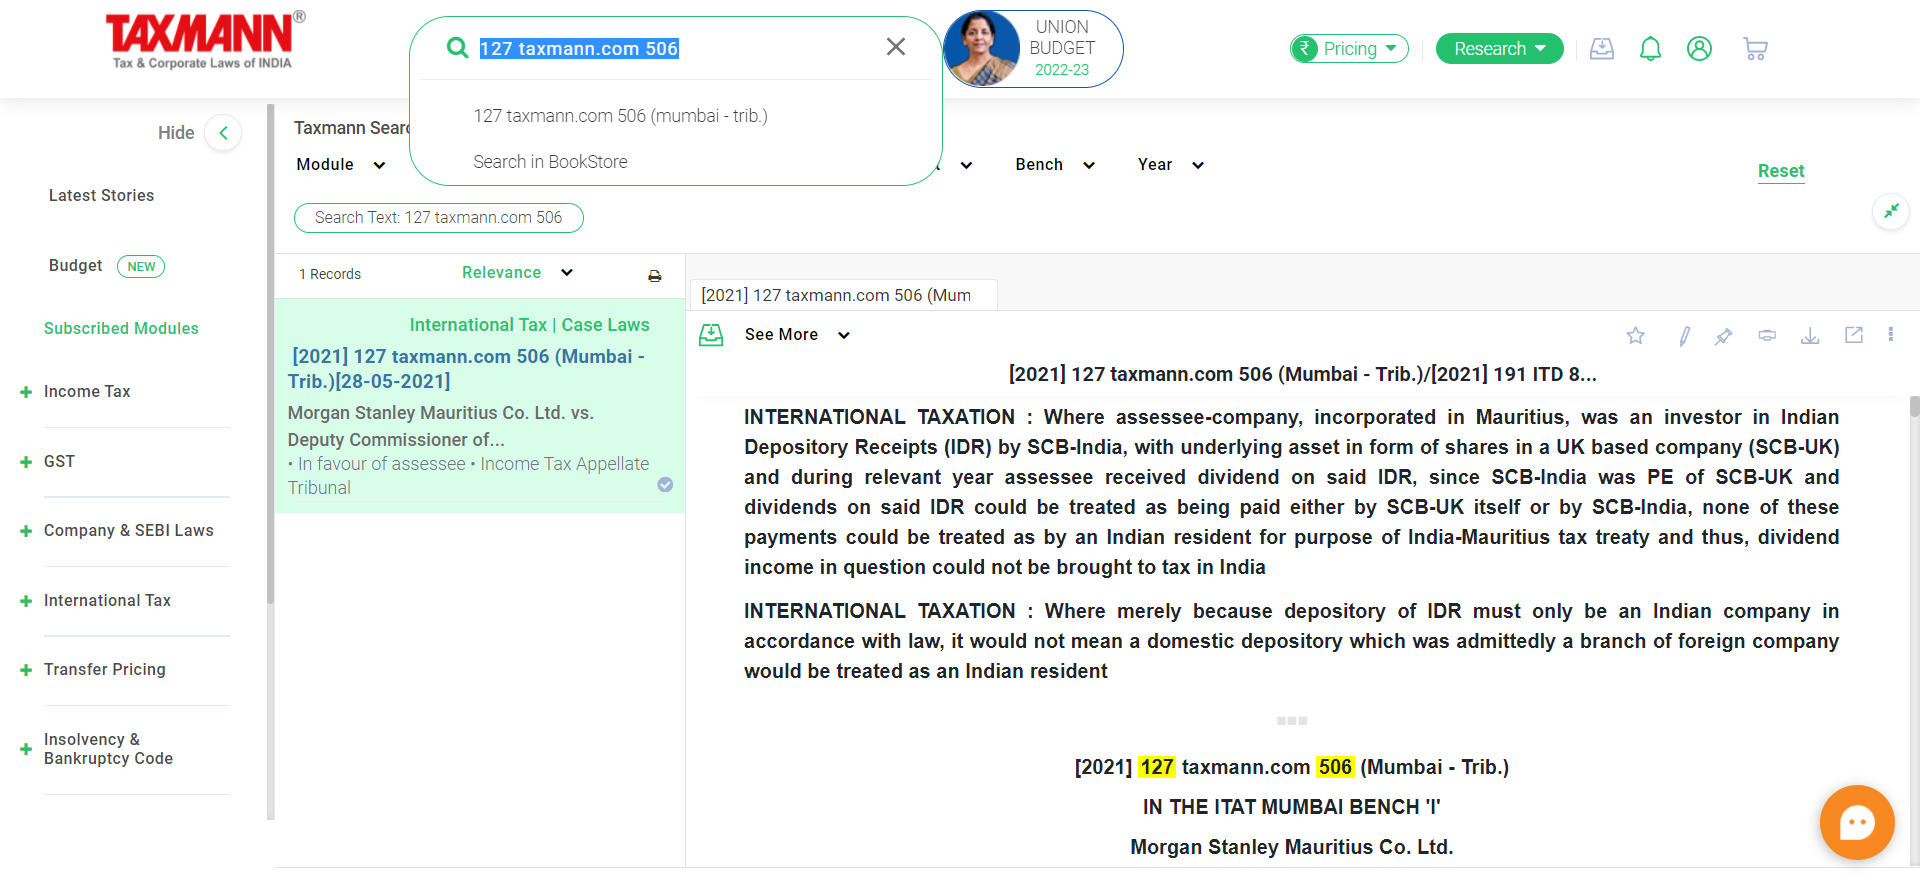 TAXMANN®
Tax & Corporate Laws of INDIA
127 taxmann.com 506
127 taxmann.com 506 (mumbai - trib.)
Search in BookStore
UNION
BUDGET
2022-23
₹ Pricing
Research
Hide
Latest Stories
Budget NEW
Subscribed Modules
Income Tax
GST
Company & SEBI Laws
International Tax
Transfer Pricing
Insolvency &
Bankruptcy Code
Taxmann
Module
Bench
Year
Reset
Search Text: 127 taxmann.com 506
1 Records
Relevance
International Tax | Case Laws
[2021] 127 taxmann.com 506 (Mumbai -
Trib.)[28-05-2021]
Morgan Stanley Mauritius Co. Ltd. vs.
Deputy Commissioner of...
• In favour of assessee • Income Tax Appellate
Tribunal
[2021] 127 taxmann.com 506 (Mum
See More
[2021] 127 taxmann.com 506 (Mumbai - Trib.)/[2021] 191 ITD 8...
INTERNATIONAL TAXATION : Where assessee-company, incorporated in Mauritius, was an investor in Indian
Depository Receipts (IDR) by SCB-India, with underlying asset in form of shares in a UK based company (SCB-UK)
and during relevant year assessee received dividend on said IDR, since SCB-India was PE of SCB-UK and
dividends on said IDR could be treated as being paid either by SCB-UK itself or by SCB-India, none of these
payments could be treated as by an Indian resident for purpose of India-Mauritius tax treaty and thus, dividend
income in question could not be brought to tax in India
INTERNATIONAL TAXATION : Where merely because depository of IDR must only be an Indian company in
accordance with law, it would not mean a domestic depository which was admittedly a branch of foreign company
would be treated as an Indian resident
[2021] 127 taxmann.com 506 (Mumbai - Trib.)
IN THE ITAT MUMBAI BENCH 'I'
Morgan Stanley Mauritius Co. Ltd.